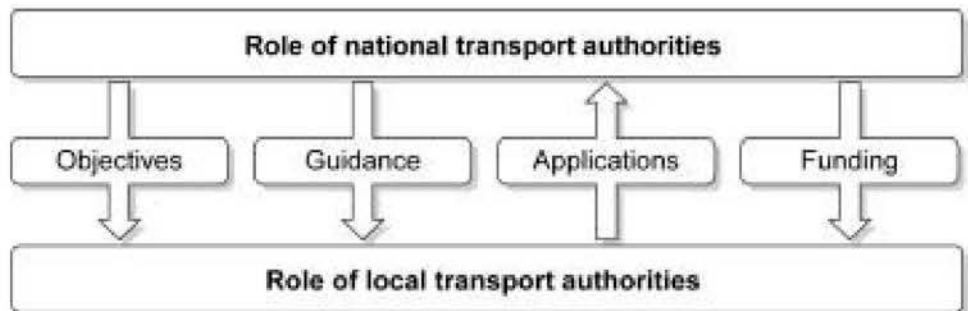 Role of national transport authorities
Objectives
Guidance
Applications
Funding
Role of local transport authorities